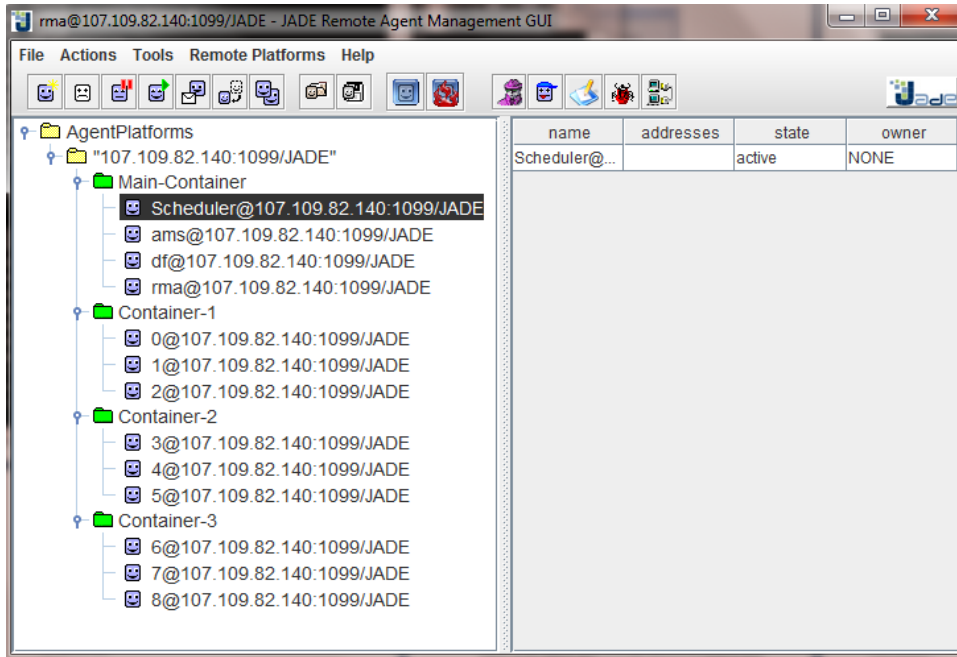 rma@107.109.82.140:1099/JADE - JADE Remote Agent Management GUI
File Actions Tools Remote Platforms Help
Jade
AgentPlatforms
"107.109.82.140:1099/JADE"
Main-Container
Scheduler@107.109.82.140:1099/JADE
ams@107.109.82.140:1099/JADE
df@107.109.82.140:1099/JADE
rma@107.109.82.140:1099/JADE
Container-1
0@107.109.82.140:1099/JADE
1@107.109.82.140:1099/JADE
2@107.109.82.140:1099/JADE
Container-2
3@107.109.82.140:1099/JADE
4@107.109.82.140:1099/JADE
5@107.109.82.140:1099/JADE
Container-3
6@107.109.82.140:1099/JADE
7@107.109.82.140:1099/JADE
8@107.109.82.140:1099/JADE
name addresses state owner
Scheduler@... active NONE